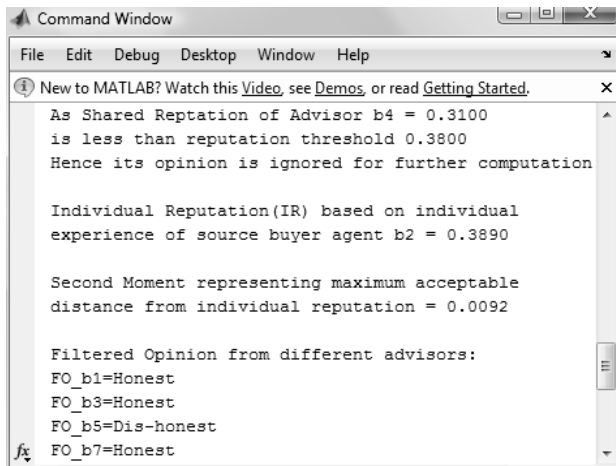 Command Window
File Edit Debug Desktop Window Help
New to MATLAB? Watch this Video, see Demos, or read Getting Started.
As Shared Reptation of Advisor b4 = 0.3100
is less than reputation threshold 0.3800
Hence its opinion is ignored for further computation
Individual Reputation(IR) based on individual
experience of source buyer agent b2 = 0.3890
Second Moment representing maximum acceptable
distance from individual reputation = 0.0092
Filtered Opinion from different advisors:
FO_b1=Honest
FO_b3=Honest
FO_b5=Dis-honest
fx FO_b7=Honest